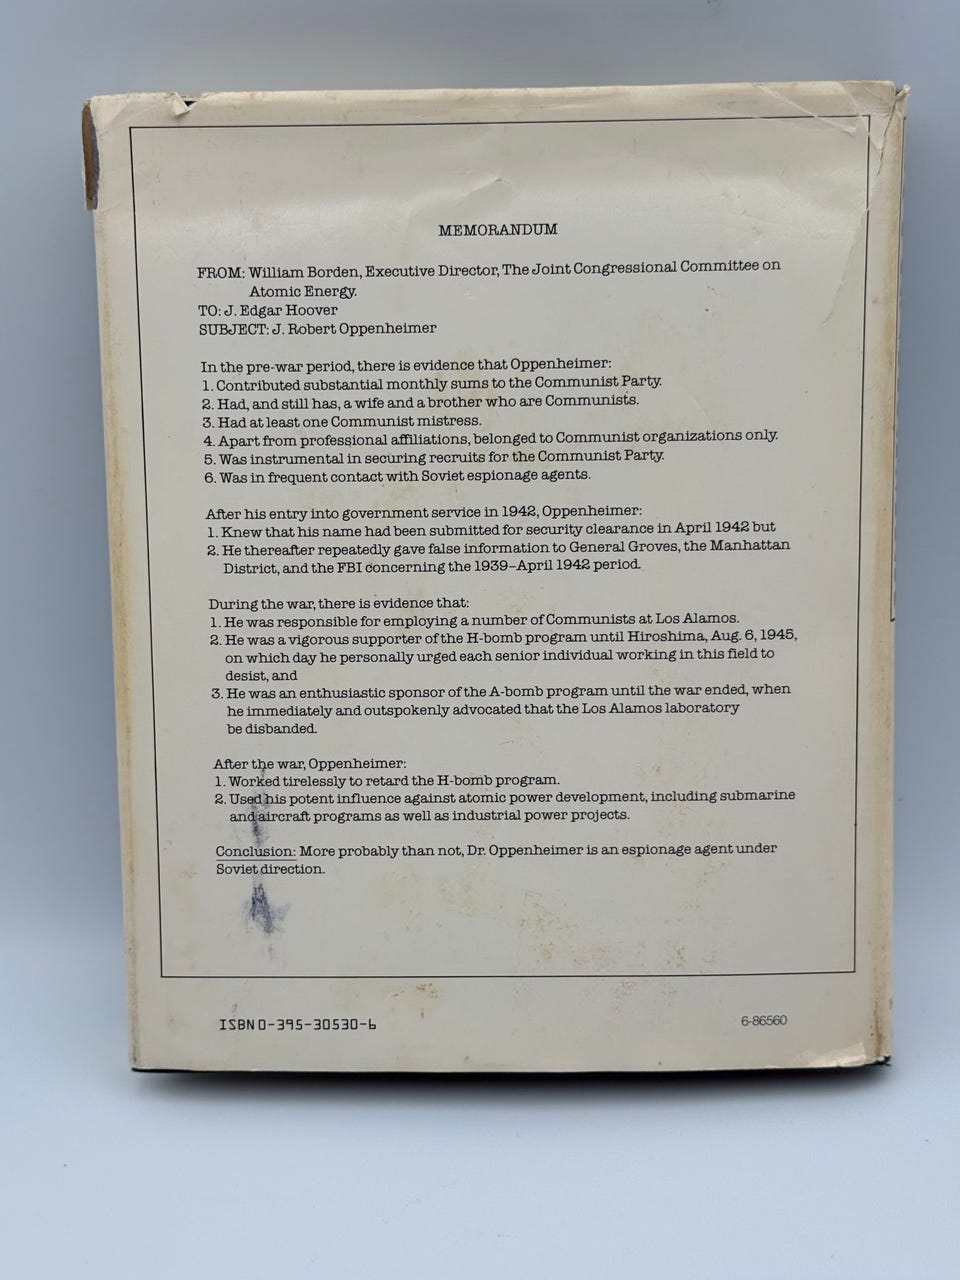 MEMORANDUM
FROM: William Borden, Executive Director, The Joint Congressional Committee on
Atomic Energy.
TO: J. Edgar Hoover
SUBJECT: J. Robert Oppenheimer
In the pre-war period, there is evidence that Oppenheimer:
1. Contributed substantial monthly sums to the Communist Party.
2. Had, and still has, a wife and a brother who are Communists.
3. Had at least one Communist mistress.
4. Apart from professional affiliations, belonged to Communist organizations only.
5. Was instrumental in securing recruits for the Communist Party.
6. Was in frequent contact with Soviet espionage agents.
After his entry into government service in 1942, Oppenheimer:
1. Knew that his name had been submitted for security clearance in April 1942 but
2. He thereafter repeatedly gave false information to General Groves, the Manhattan
District, and the FBI concerning the 1939–April 1942 period.
During the war, there is evidence that:
1. He was responsible for employing a number of Communists at Los Alamos.
2. He was a vigorous supporter of the H-bomb program until Hiroshima, Aug. 6, 1945,
on which day he personally urged each senior individual working in this field to
desist, and
3. He was an enthusiastic sponsor of the A-bomb program until the war ended, when
he immediately and outspokenly advocated that the Los Alamos laboratory
be disbanded.
After the war, Oppenheimer:
1. Worked tirelessly to retard the H-bomb program.
2. Used his potent influence against atomic power development, including submarine
and aircraft programs as well as industrial power projects.
Conclusion: More probably than not, Dr. Oppenheimer is an espionage agent under
Soviet direction.
ISBN 0-395-30530-6
6-86560